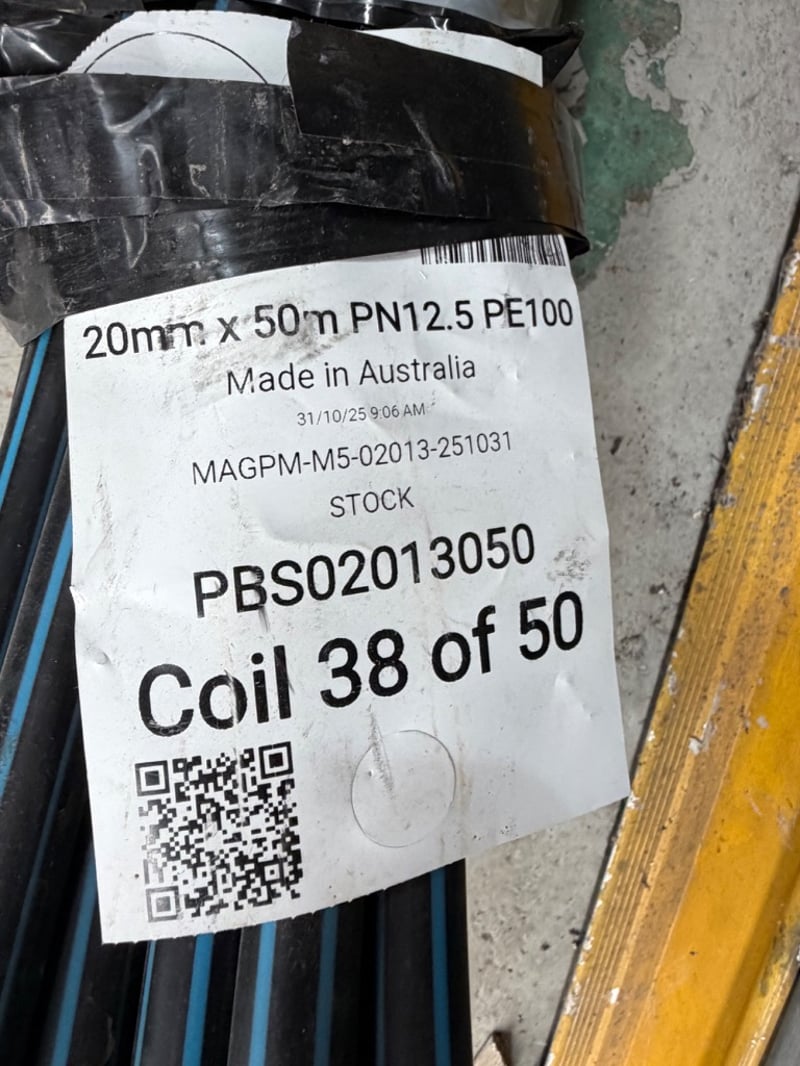 20mm x 50m PN12.5 PE100
Made in Australia
31/10/25 9:06 AM
MAGPM-M5-02013-251031
STOCK
PBS02013050
Coil 38 of 50